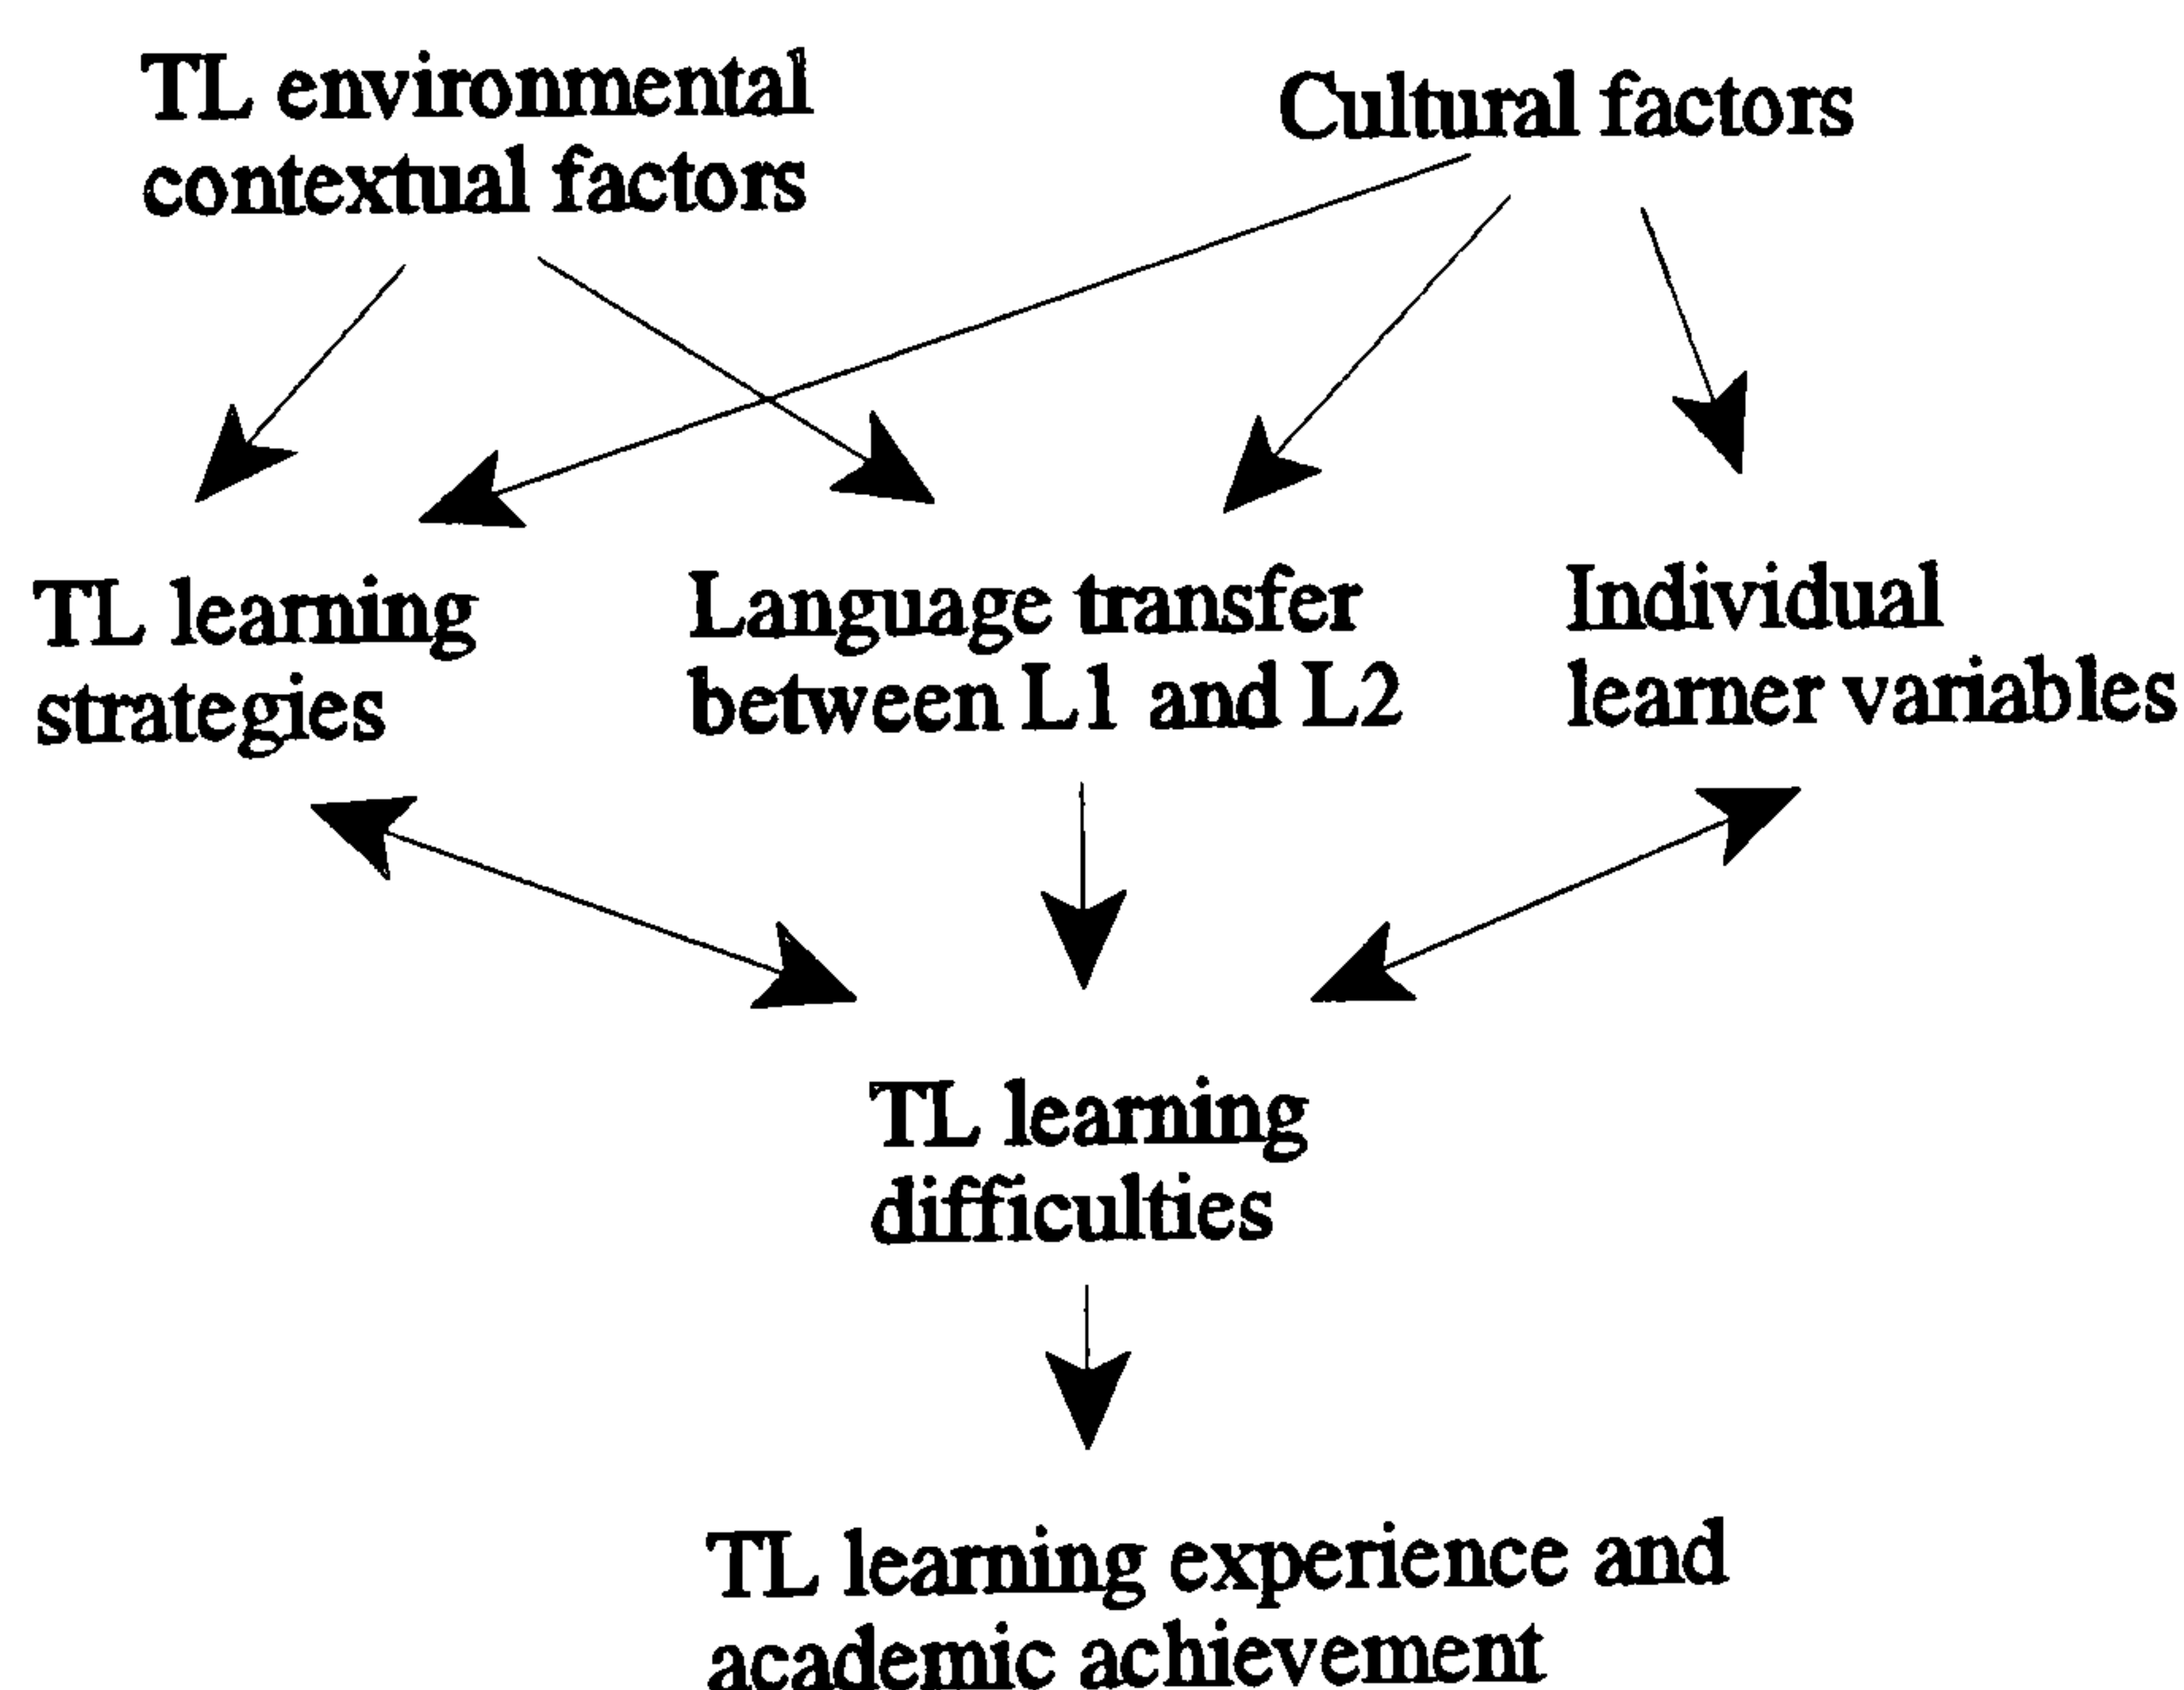 TL environmental
contextual factors
Cultural factors
TL learning
strategies
Language transfer
between L1 and L2
Individual
learner variables
TL learning
difficulties
TL learning experience and
academic achievement